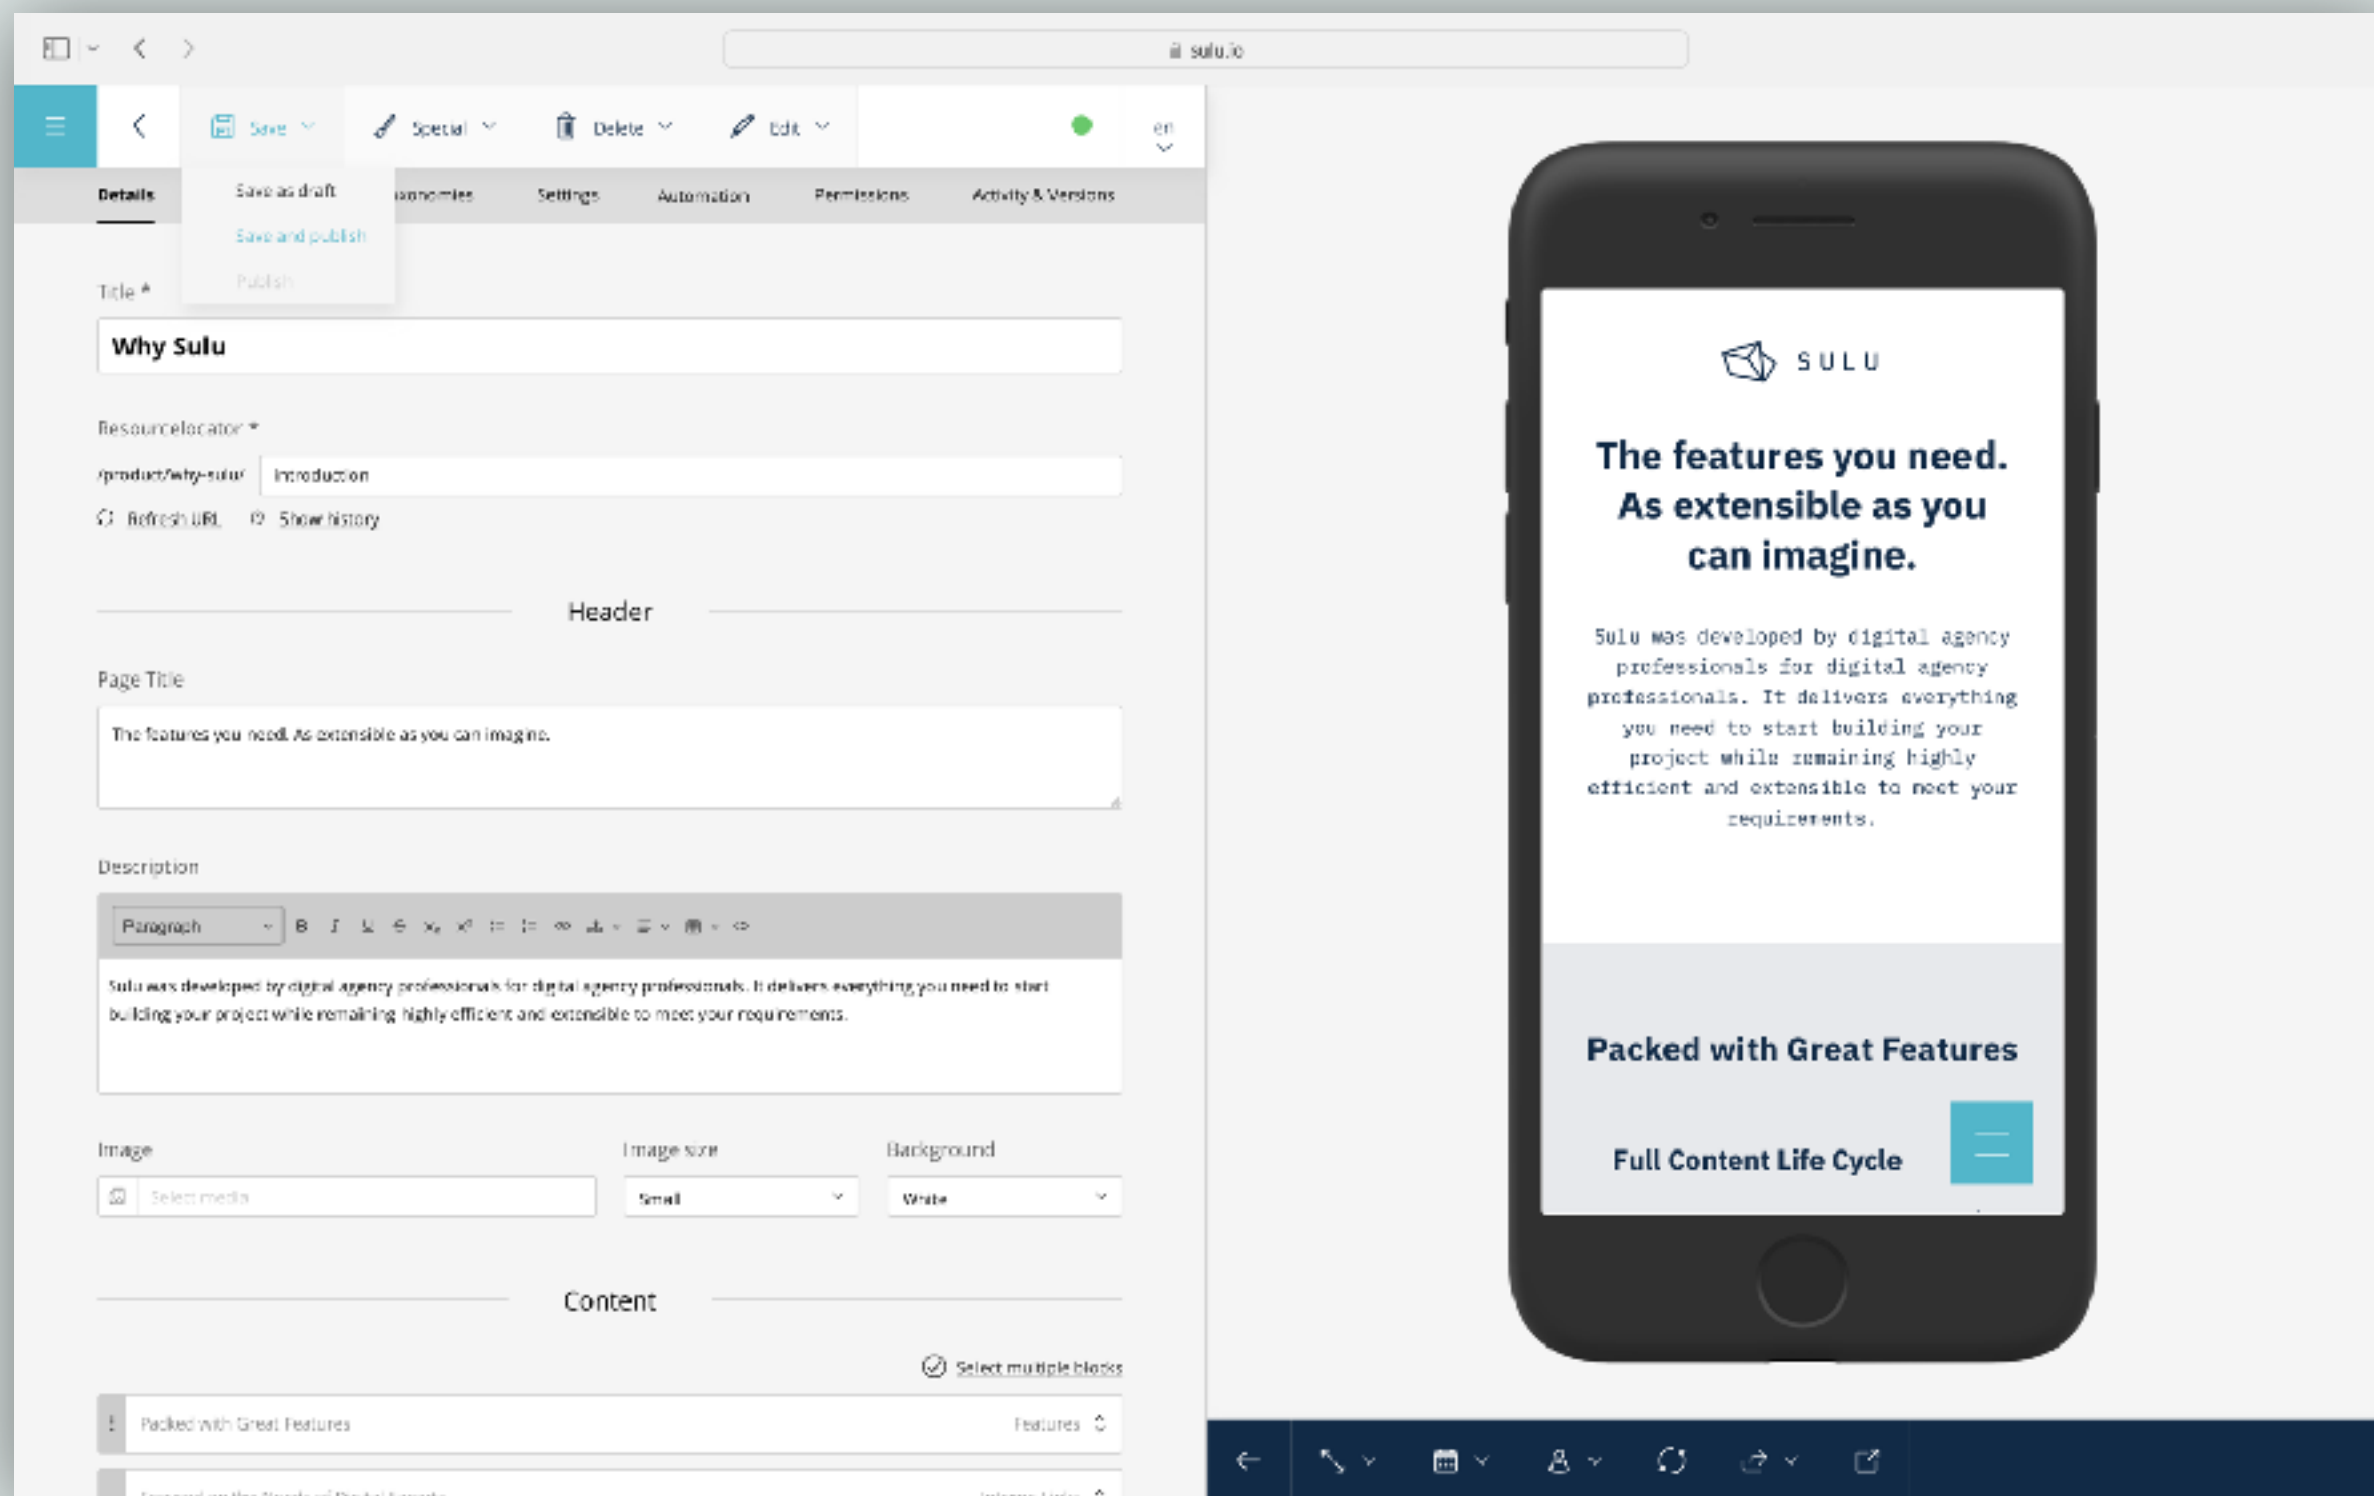 sulu.io
Save
Special
Delete
Edit
en
Details
Save as draft
axonomies
Settings
Automation
Permissions
Activity & Versions
Save and publish
Publish
Title *
Why Sulu
Resourcelocator *
/product/why-sulu/
introduction
Refresh URL
Show history
Header
Page Title
The features you need. As extensible as you can imagine.
Description
Paragraph
Sulu was developed by digital agency professionals for digital agency professionals. It delivers everything you need to start
building your project while remaining highly efficient and extensible to meet your requirements.
Image
Image size
Background
Select media
Small
White
Content
Select multiple blocks
Packed with Great Features
Features
SULU
The features you need.
As extensible as you
can imagine.
Sulu was developed by digital agency
professionals for digital agency
professionals. It delivers everything
you need to start building your
project while remaining highly
efficient and extensible to meet your
requirements.
Packed with Great Features
Full Content Life Cycle